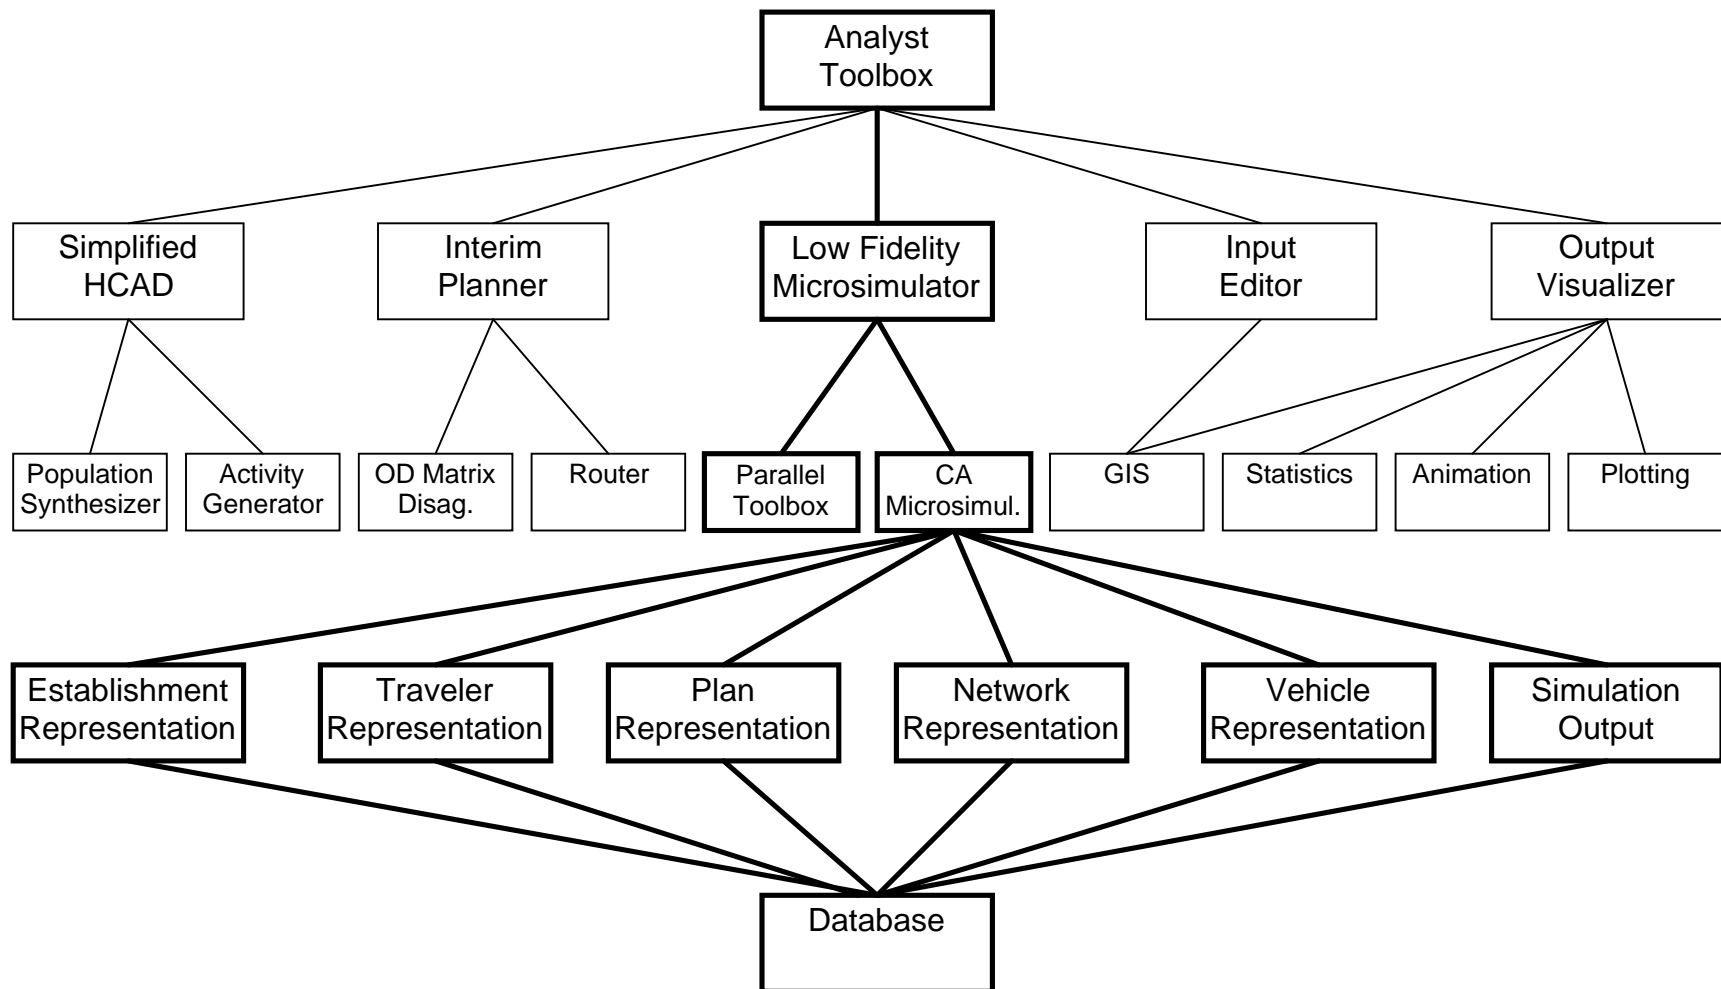 Analyst
Toolbox
Simplified
HCAD
Interim
Planner
Low Fidelity
Microsimulator
Input
Editor
Output
Visualizer
Population
Synthesizer
Activity
Generator
OD Matrix
Disag.
Router
Parallel
Toolbox
CA
Microsimul.
GIS
Statistics
Animation
Plotting
Establishment
Representation
Traveler
Representation
Plan
Representation
Network
Representation
Vehicle
Representation
Simulation
Output
Database